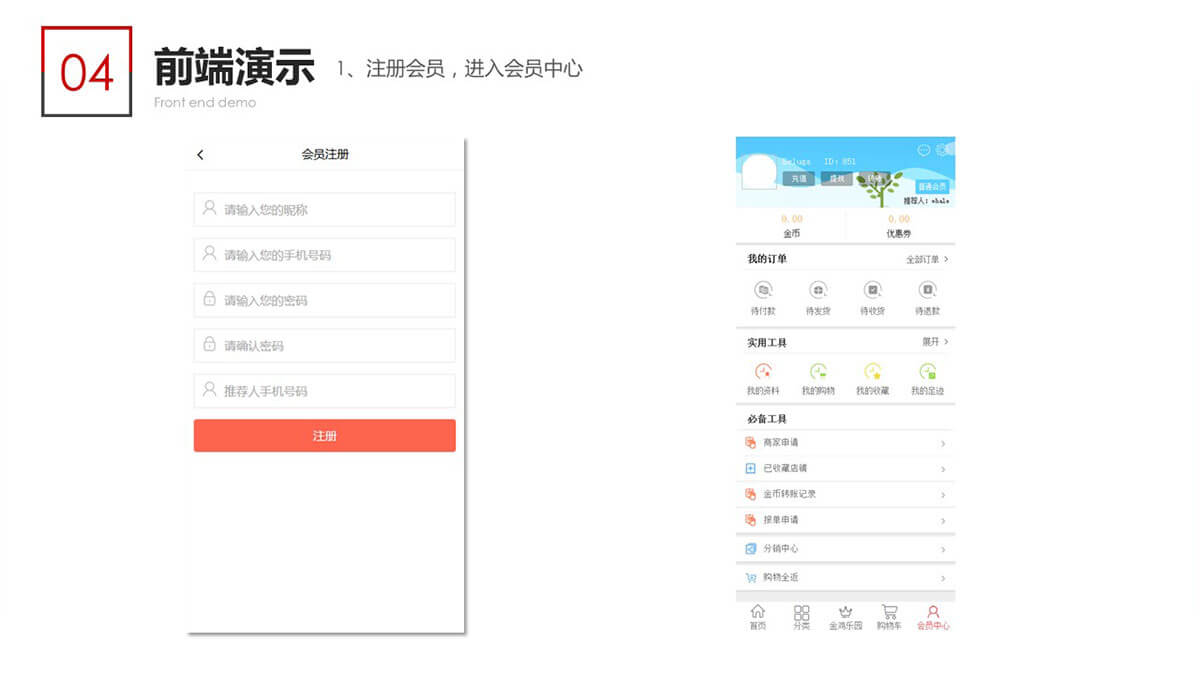 04
前端演示
1、注册会员，进入会员中心
Front end demo
会员注册
请输入您的昵称
请输入您的手机号码
请输入您的密码
请确认密码
推荐人手机号码
注册
ID: 851
充值
提现
普通会员
推荐人:
0.00
0.00
金币
优惠券
我的订单
全部订单
待付款
待发货
待收货
待退款
实用工具
展开
我的资料
我的购物
我的收藏
我的足迹
必备工具
商家申请
已收藏店铺
金币转账记录
报单申请
分销中心
购物全返
首页
分类
金鸡乐园
购物车
会员中心